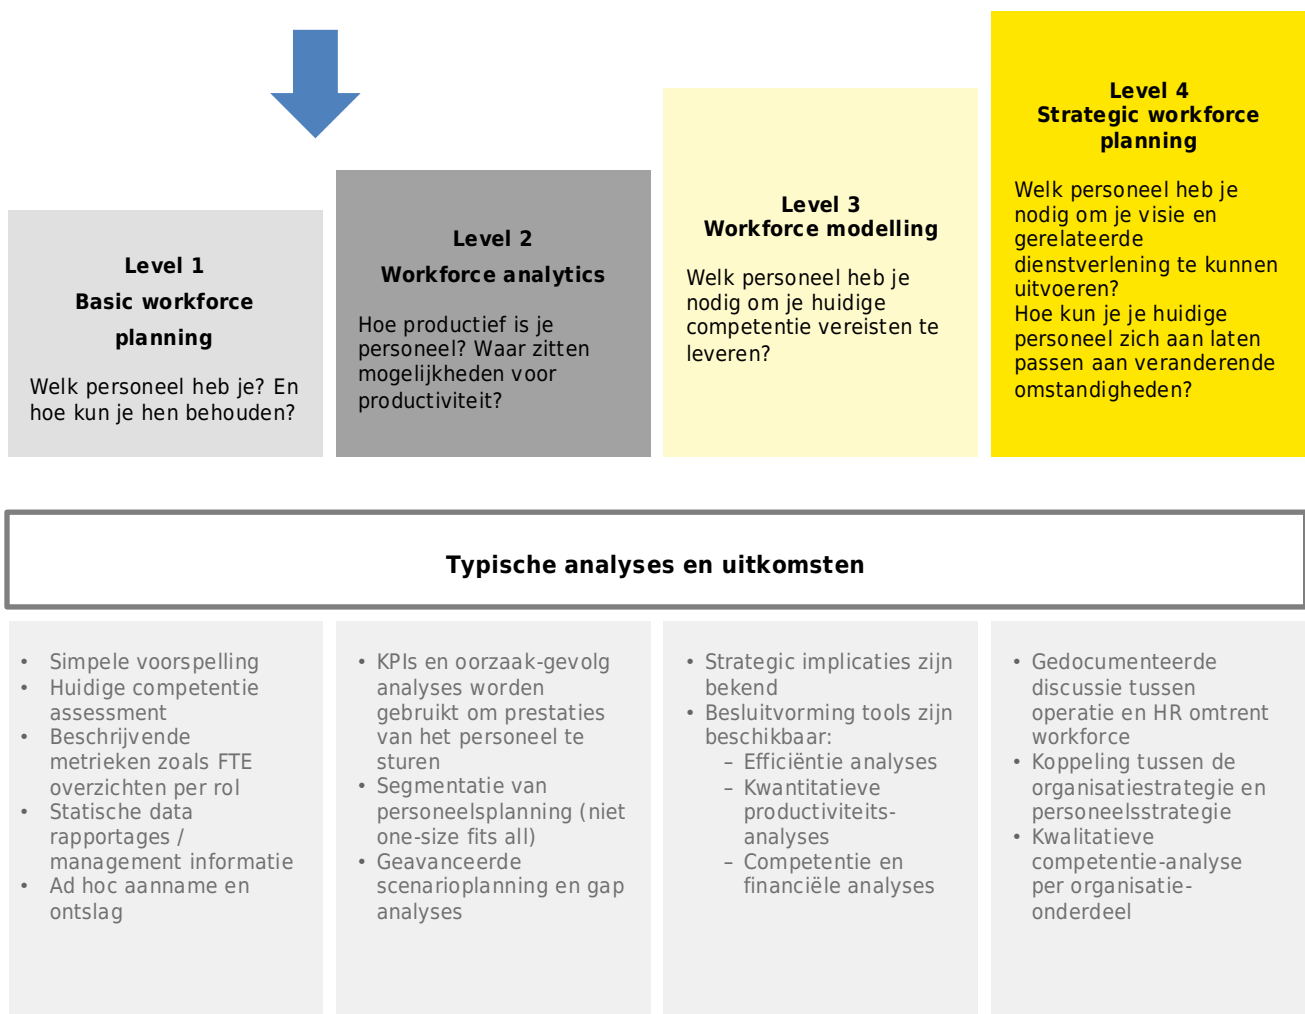 Level 1
Basic workforce
planning
Welk personeel heb je? En
hoe kun je hen behouden?
Level 2
Workforce analytics
Hoe productief is je
personeel? Waar zitten
mogelijkheden voor
productiviteit?
Level 3
Workforce modelling
Welk personeel heb je
nodig om je huidige
competentie vereisten te
leveren?
Level 4
Strategic workforce
planning
Welk personeel heb je
nodig om je visie en
gerelateerde
dienstverlening te kunnen
uitvoeren?
Hoe kun je je huidige
personeel zich aan laten
passen aan veranderende
omstandigheden?
Typische analyses en uitkomsten
• Simpele voorspelling
• Huidige competentie
assessment
• Beschrijvende
metrieken zoals FTE
overzichten per rol
• Statische data
rapportages /
management informatie
• Ad hoc aanname en
ontslag
• KPIs en oorzaak-gevolg
analyses worden
gebruikt om prestaties
van het personeel te
sturen
• Segmentatie van
personeelsplanning (niet
one-size fits all)
• Geavanceerde
scenarioplanning en gap
analyses
• Strategic implicaties zijn
bekend
• Besluitvorming tools zijn
beschikbaar:
– Efficiëntie analyses
– Kwantitatieve
productiviteits-
analyses
– Competentie en
financiële analyses
• Gedocumenteerde
discussie tussen
operatie en HR omtrent
workforce
• Koppeling tussen de
organisatiestrategie en
personeelsstrategie
• Kwalitatieve
competentie-analyse
per organisatie-
onderdeel